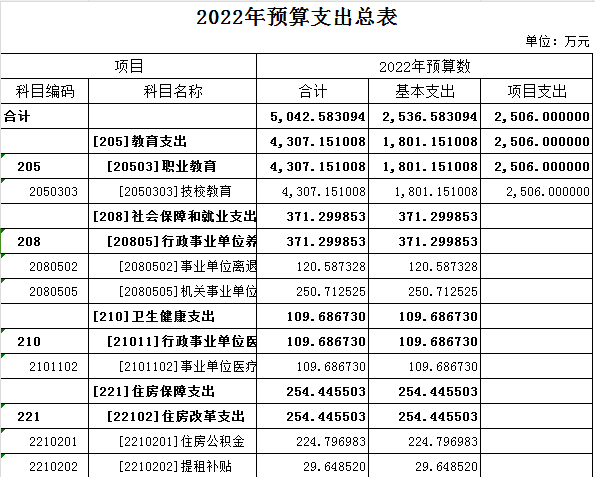 2022年预算支出总表
单位：万元
项目 2022年预算数
科目编码 科目名称 合计 基本支出 项目支出
合计 5,042.583094 2,536.583094 2,506.000000
[205]教育支出 4,307.151008 1,801.151008 2,506.000000
205 [20503]职业教育 4,307.151008 1,801.151008 2,506.000000
2050303 [2050303]技校教育 4,307.151008 1,801.151008 2,506.000000
[208]社会保障和就业支出 371.299853 371.299853
208 [20805]行政事业单位养 371.299853 371.299853
2080502 [2080502]事业单位离退 120.587328 120.587328
2080505 [2080505]机关事业单位 250.712525 250.712525
[210]卫生健康支出 109.686730 109.686730
210 [21011]行政事业单位医 109.686730 109.686730
2101102 [2101102]事业单位医疗 109.686730 109.686730
[221]住房保障支出 254.445503 254.445503
221 [22102]住房改革支出 254.445503 254.445503
2210201 [2210201]住房公积金 224.796983 224.796983
2210202 [2210202]提租补贴 29.648520 29.648520